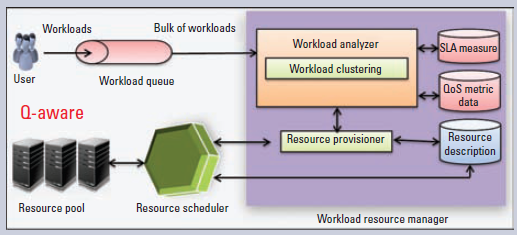 Workloads
Bulk of workloads
User
Workload queue
Workload analyzer
Workload clustering
SLA measure
QoS metric
data
Q-aware
Resource provisioner
Resource
description
Resource pool
Resource scheduler
Workload resource manager